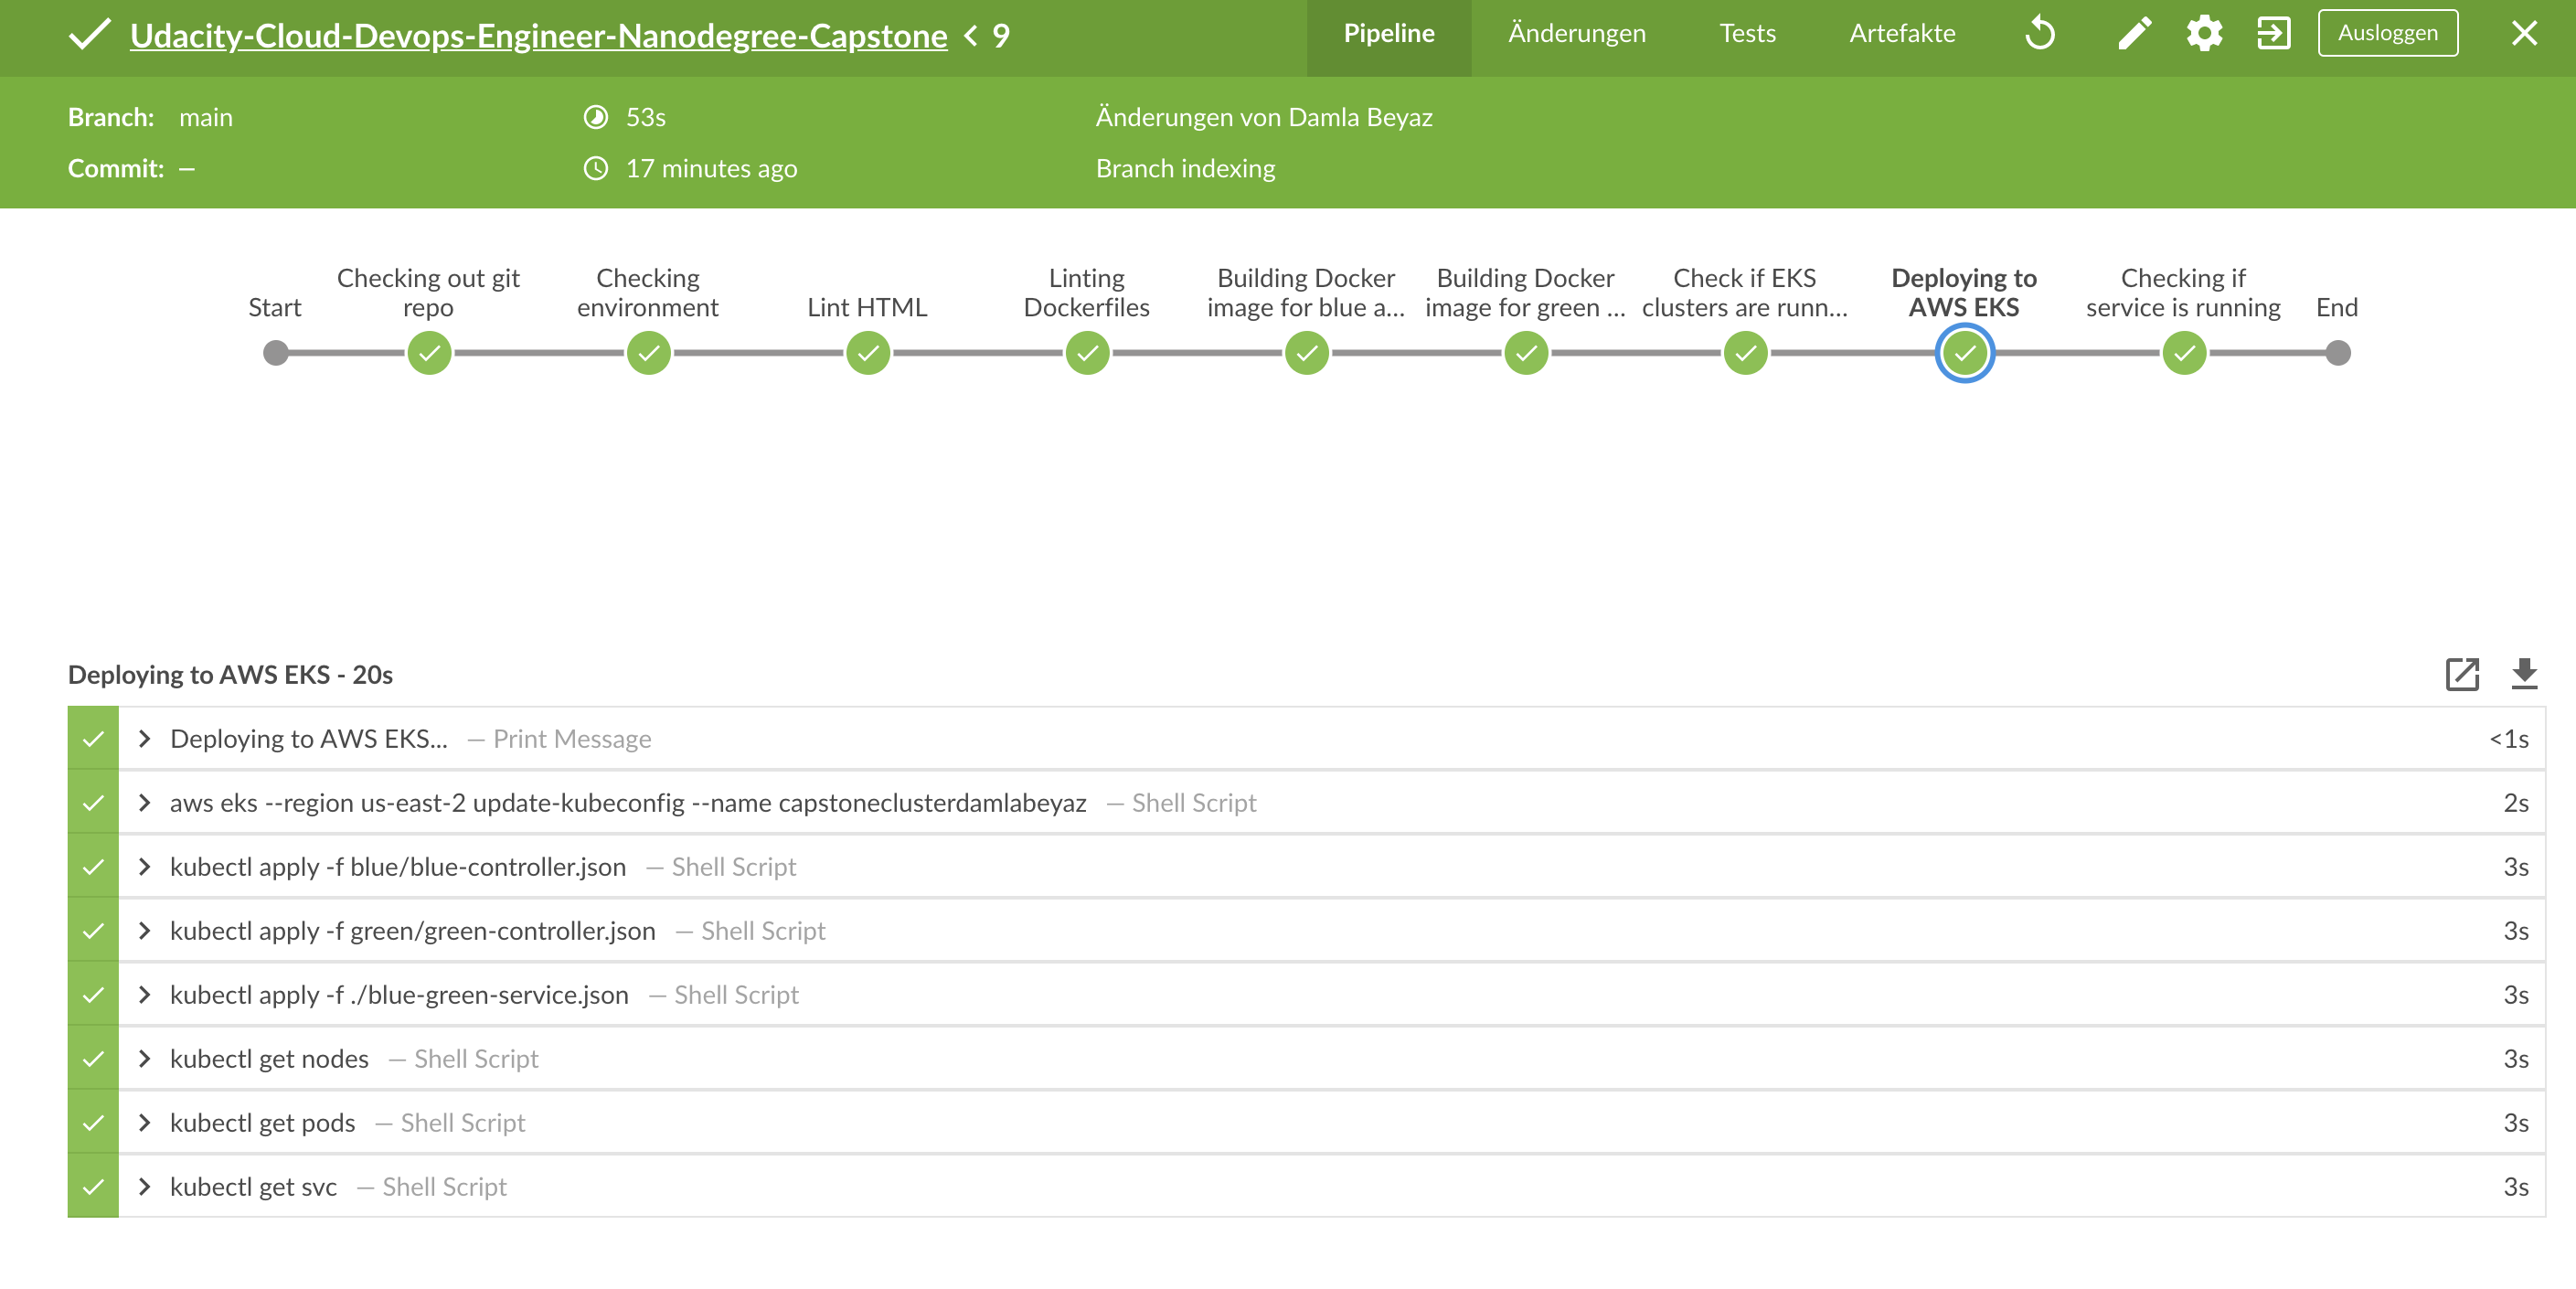 Udacity-Cloud-Devops-Engineer-Nanodegree-Capstone < 9
Pipeline
Änderungen
Tests
Artefakte
Ausloggen
Branch: main
53s
Änderungen von Damla Beyaz
Commit: —
17 minutes ago
Branch indexing
Start
Checking out git
repo
Checking
environment
Lint HTML
Linting
Dockerfiles
Building Docker
image for blue a...
Building Docker
image for green ...
Check if EKS
clusters are runn...
Deploying to
AWS EKS
Checking if
service is running
End
Deploying to AWS EKS - 20s
Deploying to AWS EKS... — Print Message <1s
aws eks --region us-east-2 update-kubeconfig --name capstoneclusterdamlabeyaz — Shell Script 2s
kubectl apply -f blue/blue-controller.json — Shell Script 3s
kubectl apply -f green/green-controller.json — Shell Script 3s
kubectl apply -f ./blue-green-service.json — Shell Script 3s
kubectl get nodes — Shell Script 3s
kubectl get pods — Shell Script 3s
kubectl get svc — Shell Script 3s